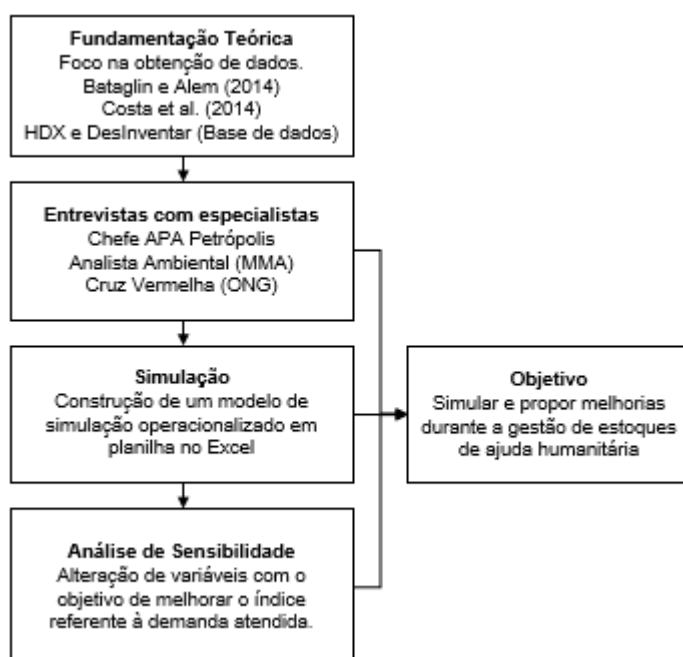 Fundamentação Teórica
Foco na obtenção de dados.
Bataglin e Alem (2014)
Costa et al. (2014)
HDX e DesInventar (Base de dados)
Entrevistas com especialistas
Chefe APA Petrópolis
Analista Ambiental (MMA)
Cruz Vermelha (ONG)
Simulação
Construção de um modelo de
simulação operacionalizado em
planilha no Excel
Objetivo
Simular e propor melhorias
durante a gestão de estoques
de ajuda humanitária
Análise de Sensibilidade
Alteração de variáveis com o
objetivo de melhorar o índice
referente à demanda atendida.